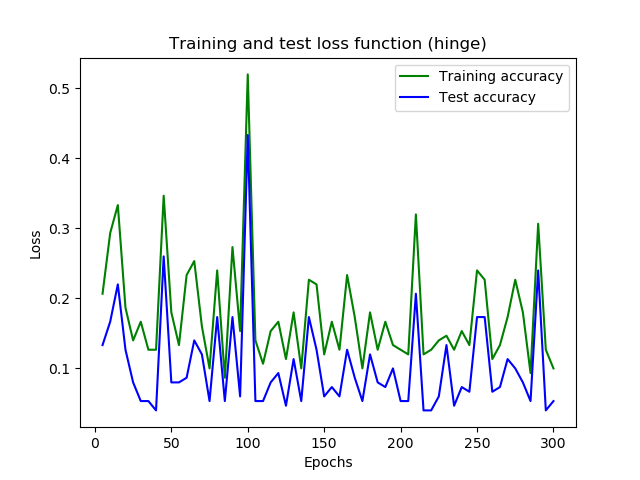 Training and test loss function (hinge)
Training accuracy
Test accuracy
0.5
0.4
0.3
0.2
0.1
Loss
0 50 100 150 200 250 300
Epochs